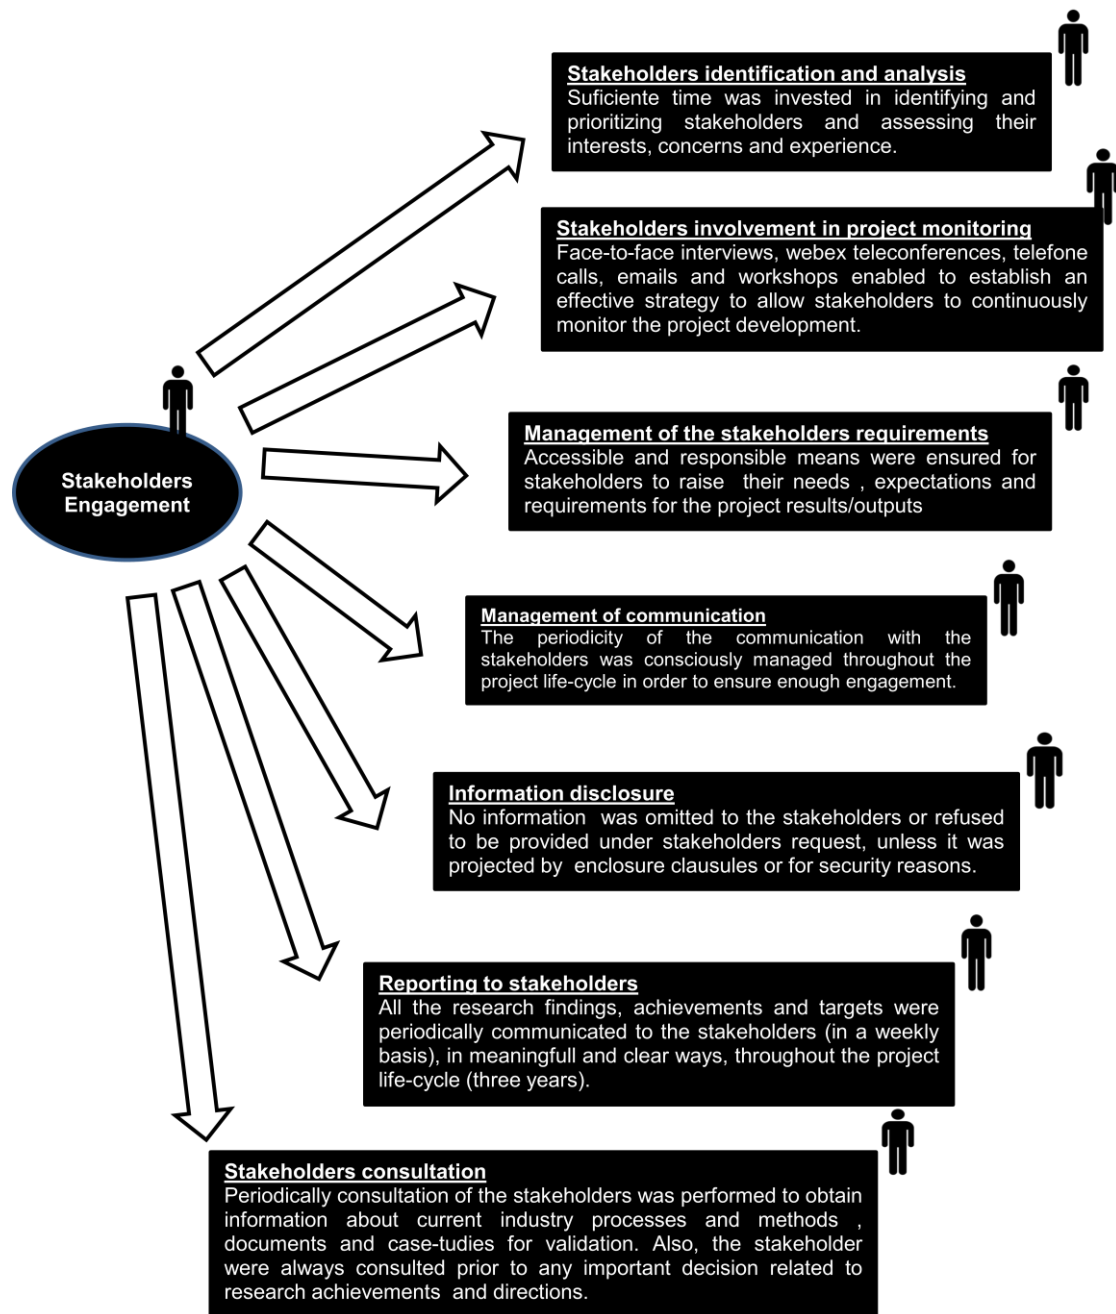 Stakeholders identification and analysis
Suficiente time was invested in identifying and
prioritizing stakeholders and assessing their
interests, concerns and experience.
Stakeholders involvement in project monitoring
Face-to-face interviews, webex teleconferences, telefone
calls, emails and workshops enabled to establish an
effective strategy to allow stakeholders to continuously
monitor the project development.
Stakeholders
Engagement
Management of the stakeholders requirements
Accessible and responsible means were ensured for
stakeholders to raise their needs , expectations and
requirements for the project results/outputs
Management of communication
The periodicity of the communication with the
stakeholders was consciously managed throughout the
project life-cycle in order to ensure enough engagement.
Information disclosure
No information was omitted to the stakeholders or refused
to be provided under stakeholders request, unless it was
projected by enclosure clausules or for security reasons.
Reporting to stakeholders
All the research findings, achievements and targets were
periodically communicated to the stakeholders (in a weekly
basis), in meaningfull and clear ways, throughout the project
life-cycle (three years).
Stakeholders consultation
Periodically consultation of the stakeholders was performed to obtain
information about current industry processes and methods ,
documents and case-tudies for validation. Also, the stakeholder
were always consulted prior to any important decision related to
research achievements and directions.